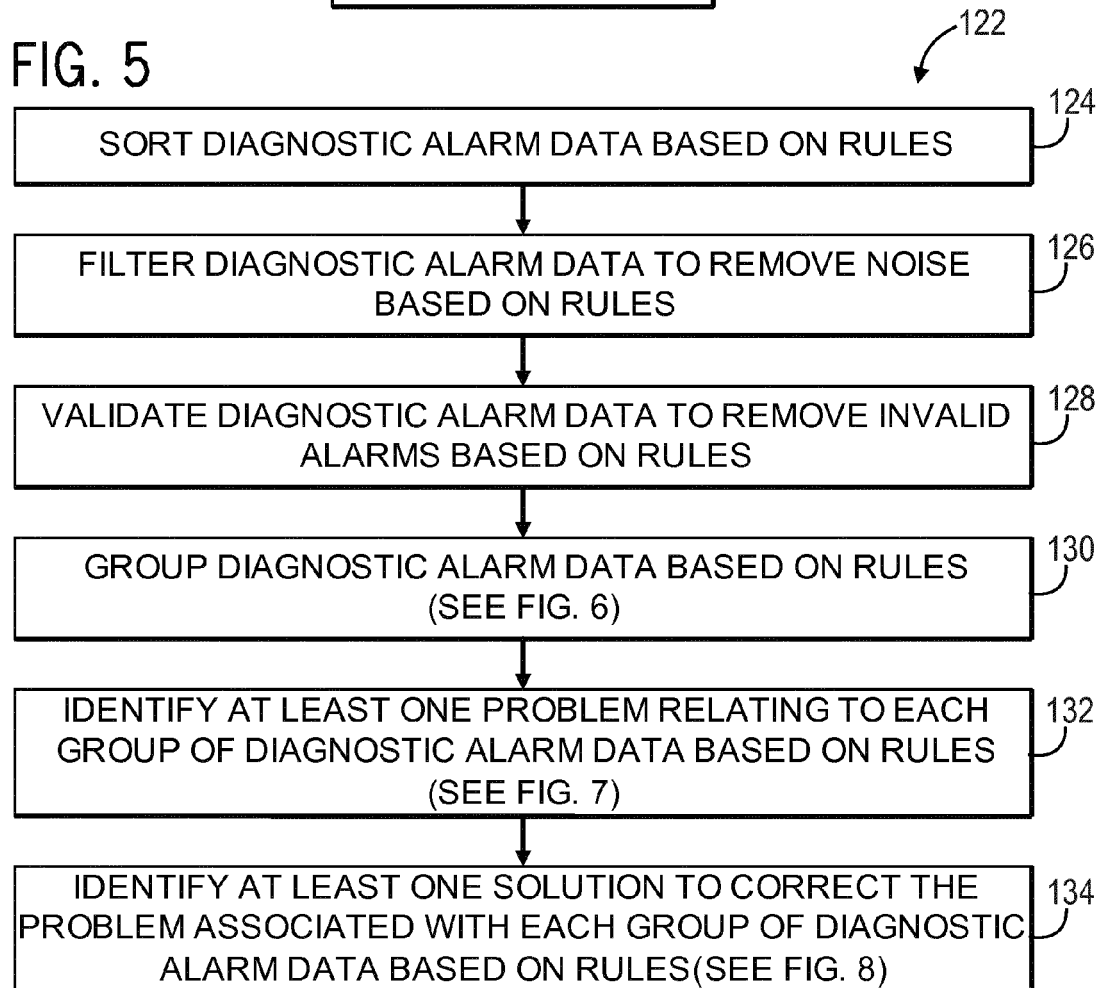 122
FIG. 5
124
SORT DIAGNOSTIC ALARM DATA BASED ON RULES
126
FILTER DIAGNOSTIC ALARM DATA TO REMOVE NOISE
BASED ON RULES
128
VALIDATE DIAGNOSTIC ALARM DATA TO REMOVE INVALID
ALARMS BASED ON RULES
130
GROUP DIAGNOSTIC ALARM DATA BASED ON RULES
(SEE FIG. 6)
132
IDENTIFY AT LEAST ONE PROBLEM RELATING TO EACH
GROUP OF DIAGNOSTIC ALARM DATA BASED ON RULES
(SEE FIG. 7)
134
IDENTIFY AT LEAST ONE SOLUTION TO CORRECT THE
PROBLEM ASSOCIATED WITH EACH GROUP OF DIAGNOSTIC
ALARM DATA BASED ON RULES(SEE FIG. 8)